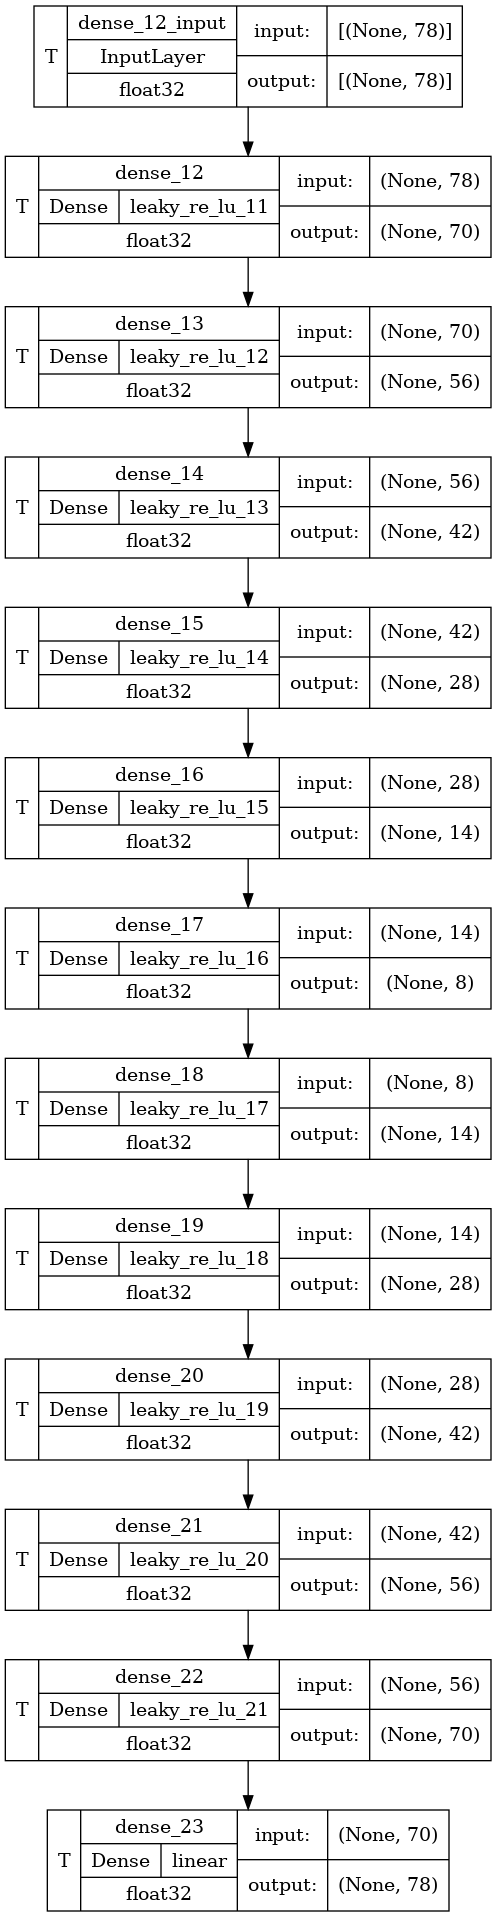 T dense_12_input input: [(None, 78)]
InputLayer
float32 output: [(None, 78)]
T dense_12 input: (None, 78)
Dense leaky_re_lu_11
float32 output: (None, 70)
T dense_13 input: (None, 70)
Dense leaky_re_lu_12
float32 output: (None, 56)
T dense_14 input: (None, 56)
Dense leaky_re_lu_13
float32 output: (None, 42)
T dense_15 input: (None, 42)
Dense leaky_re_lu_14
float32 output: (None, 28)
T dense_16 input: (None, 28)
Dense leaky_re_lu_15
float32 output: (None, 14)
T dense_17 input: (None, 14)
Dense leaky_re_lu_16
float32 output: (None, 8)
T dense_18 input: (None, 8)
Dense leaky_re_lu_17
float32 output: (None, 14)
T dense_19 input: (None, 14)
Dense leaky_re_lu_18
float32 output: (None, 28)
T dense_20 input: (None, 28)
Dense leaky_re_lu_19
float32 output: (None, 42)
T dense_21 input: (None, 42)
Dense leaky_re_lu_20
float32 output: (None, 56)
T dense_22 input: (None, 56)
Dense leaky_re_lu_21
float32 output: (None, 70)
T dense_23 input: (None, 70)
Dense linear
float32 output: (None, 78)